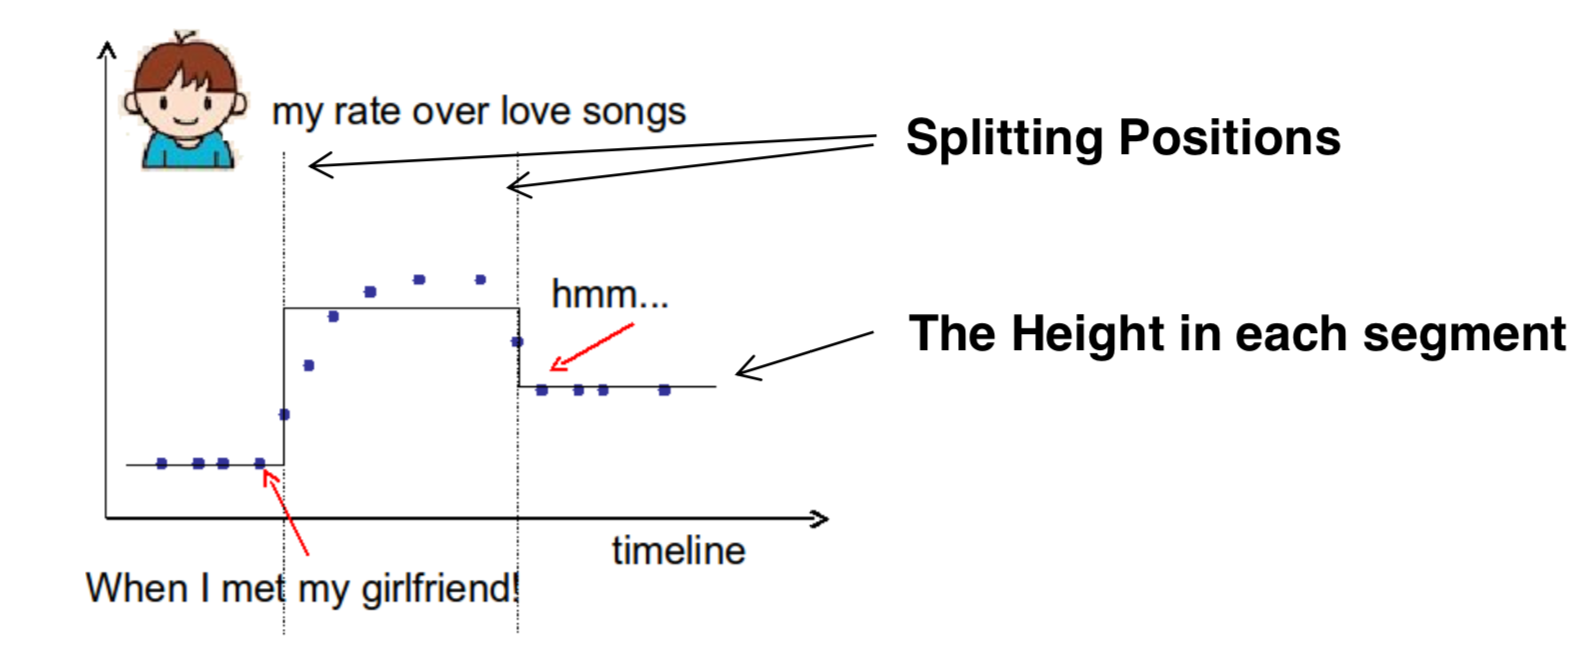 my rate over love songs
Splitting Positions
hmm...
The Height in each segment
timeline
When I met my girlfriend!